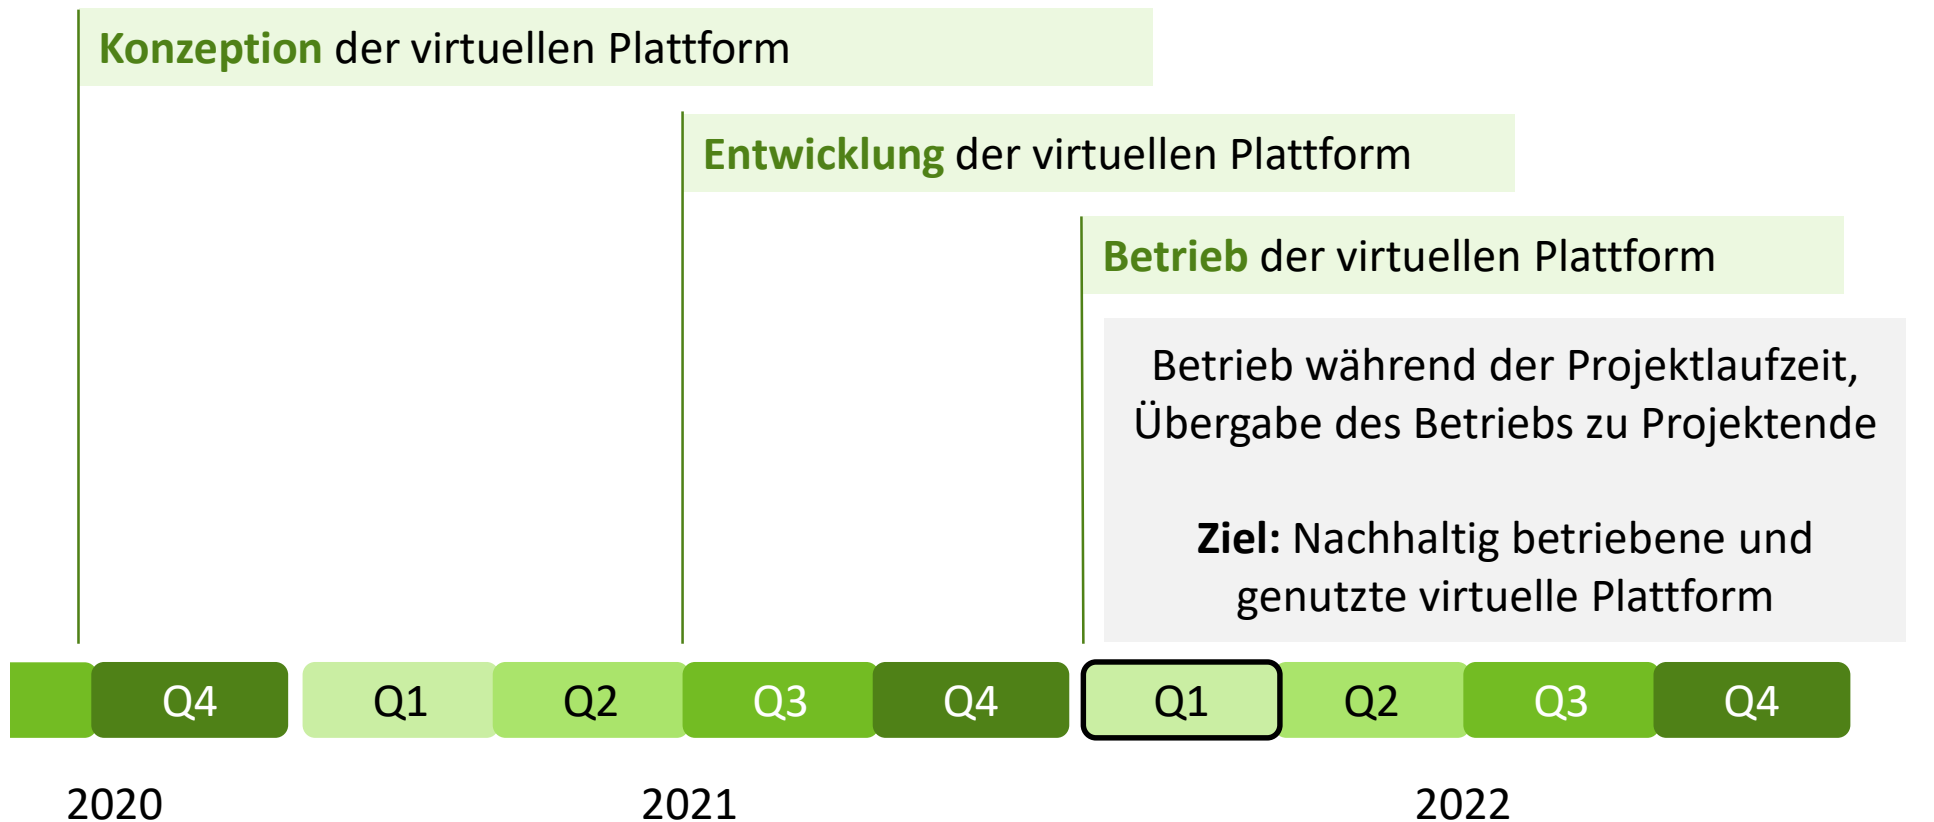 Konzeption der virtuellen Plattform
Entwicklung der virtuellen Plattform
Betrieb der virtuellen Plattform
Betrieb während der Projektlaufzeit,
Übergabe des Betriebs zu Projektende
Ziel: Nachhaltig betriebene und
genutzte virtuelle Plattform
Q4 Q1 Q2 Q3 Q4 Q1 Q2 Q3 Q4
2020 2021 2022